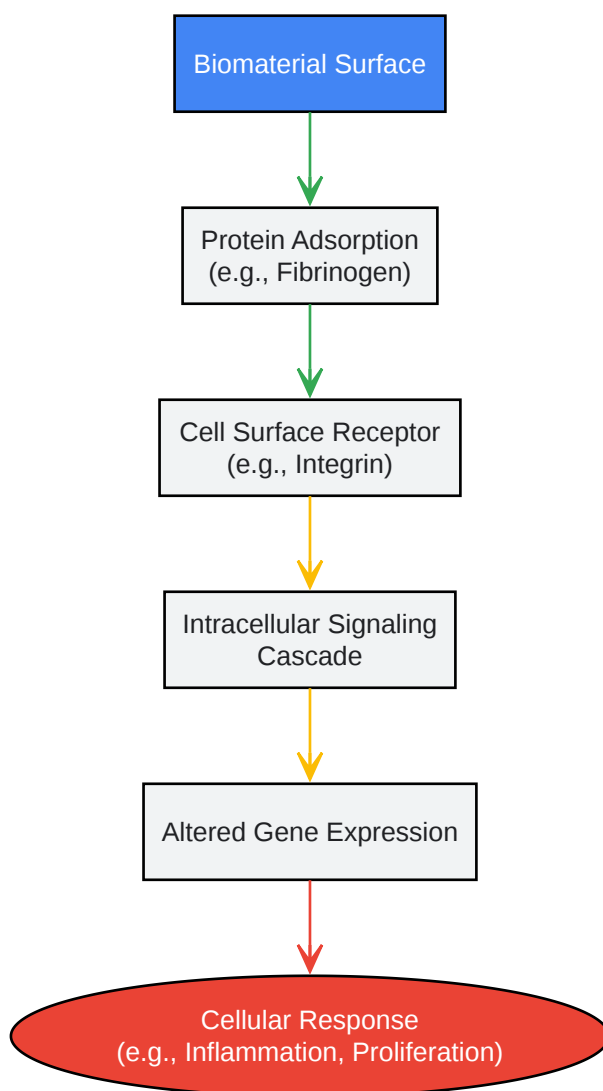 Biomaterial Surface
Protein Adsorption
(e.g., Fibrinogen)
Cell Surface Receptor
(e.g., Integrin)
Intracellular Signaling
Cascade
Altered Gene Expression
Cellular Response
(e.g., Inflammation, Proliferation)